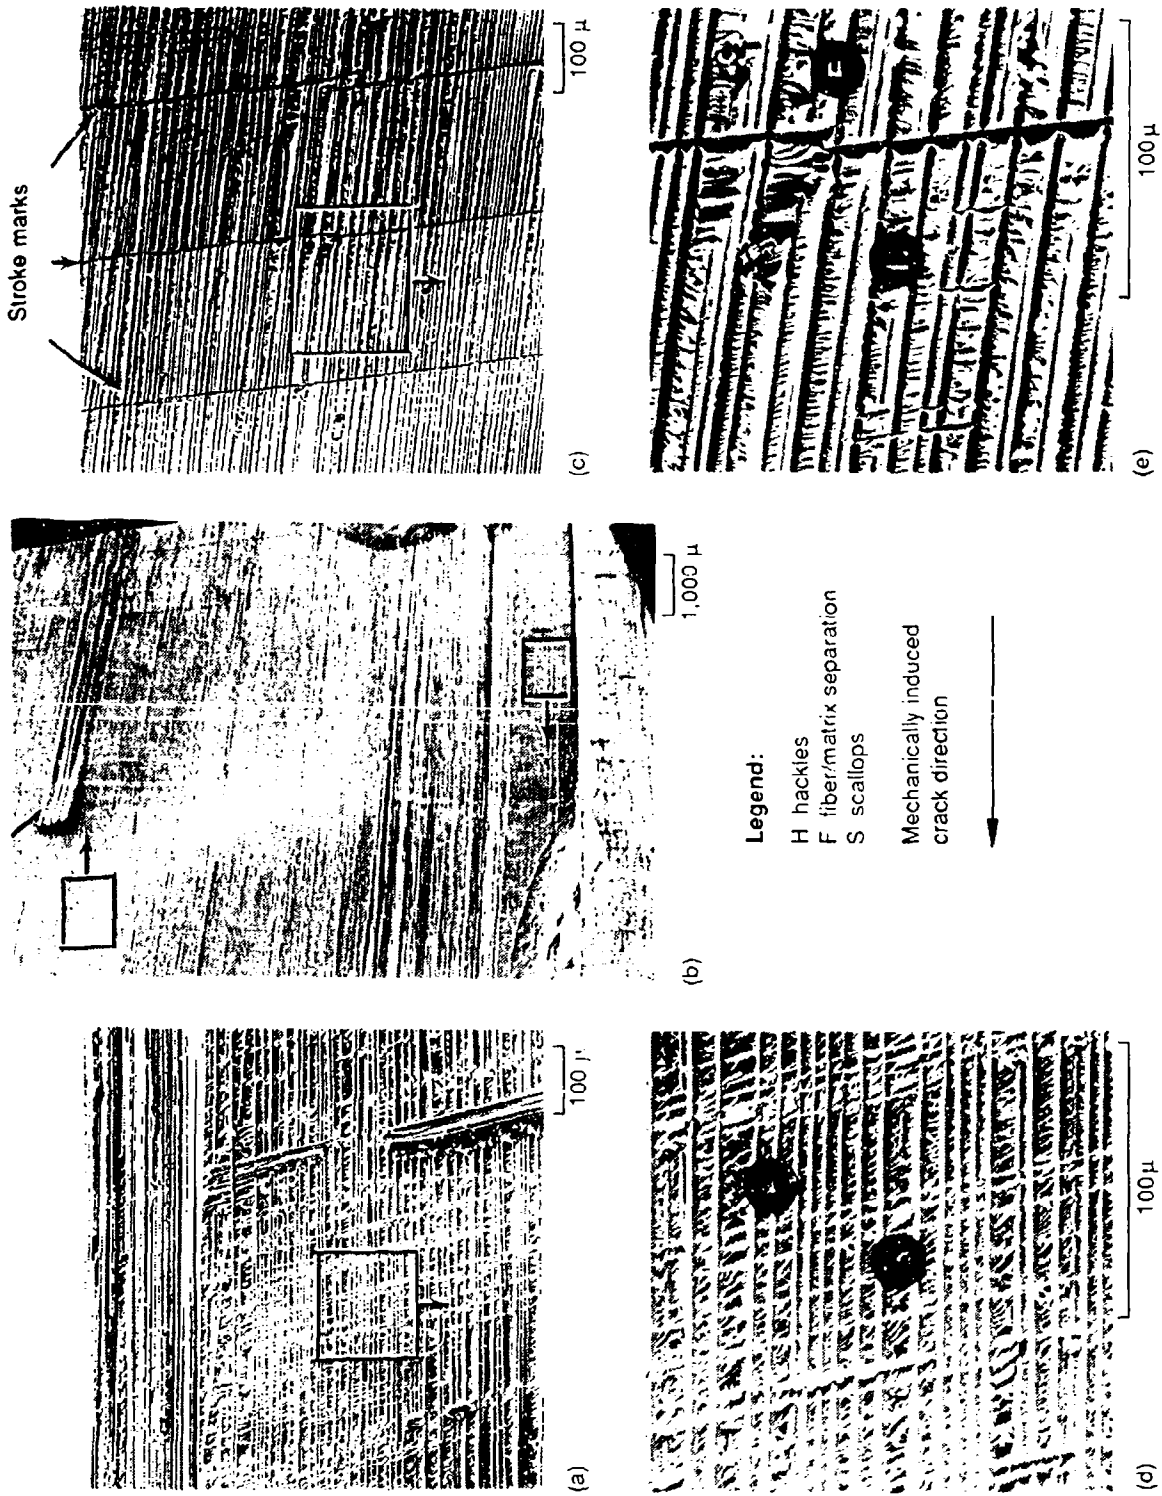 Stroke marks
100 μ
(c)
100μ
(e)
1,000 μ
(b)
Legend:
H hackles
F fiber/matrix separation
S scallops
Mechanically induced
crack direction
100 μ
(a)
S
100μ
(d)
F
H